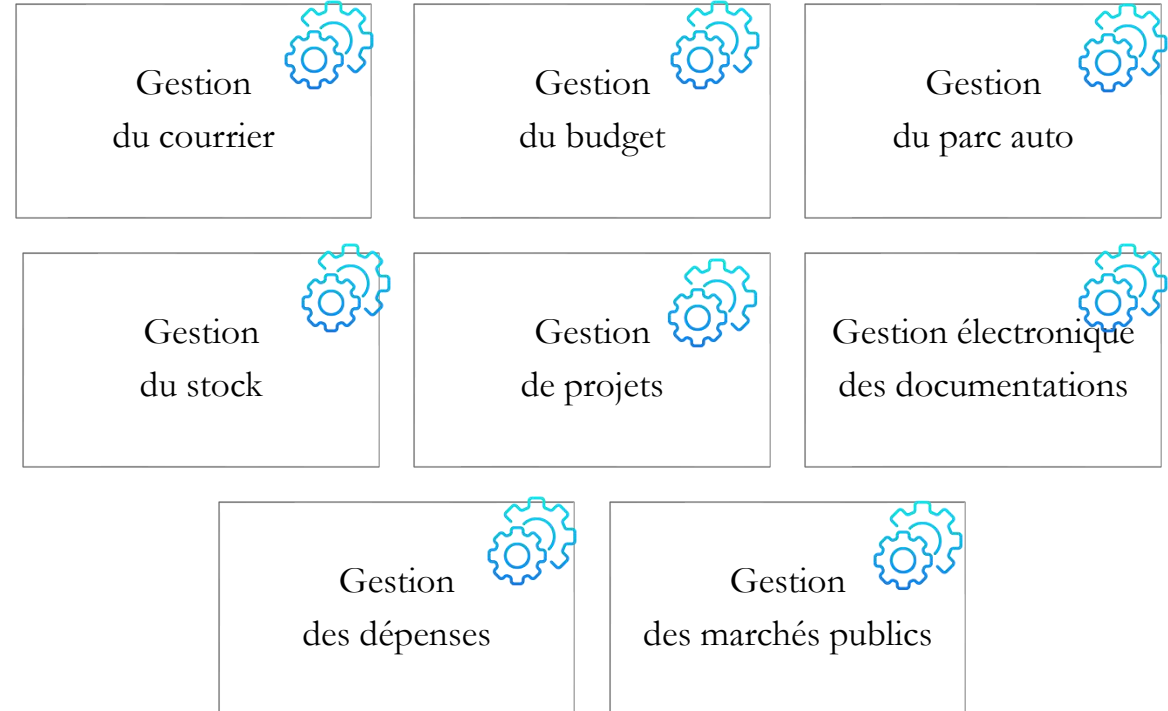 Gestion
du courrier
Gestion
du budget
Gestion
du parc auto
Gestion
du stock
Gestion
de projets
Gestion électronique
des documentations
Gestion
des dépenses
Gestion
des marchés publics